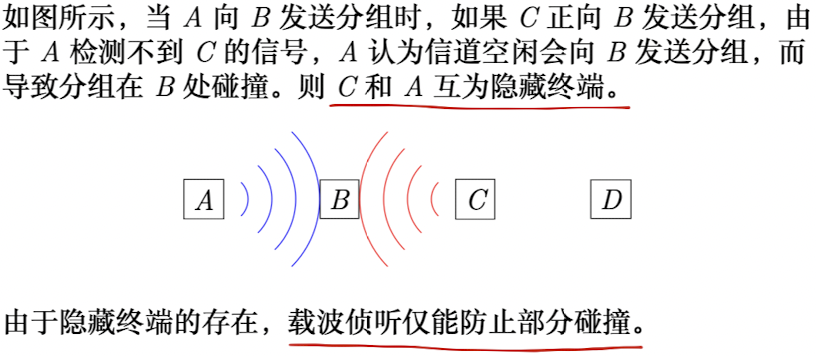 如图所示，当 A 向 B 发送分组时，如果 C 正向 B 发送分组，由
于 A 检测不到 C 的信号，A 认为信道空闲会向 B 发送分组，而
导致分组在 B 处碰撞。则 C 和 A 互为隐藏终端。
A B C D
由于隐藏终端的存在，载波侦听仅能防止部分碰撞。